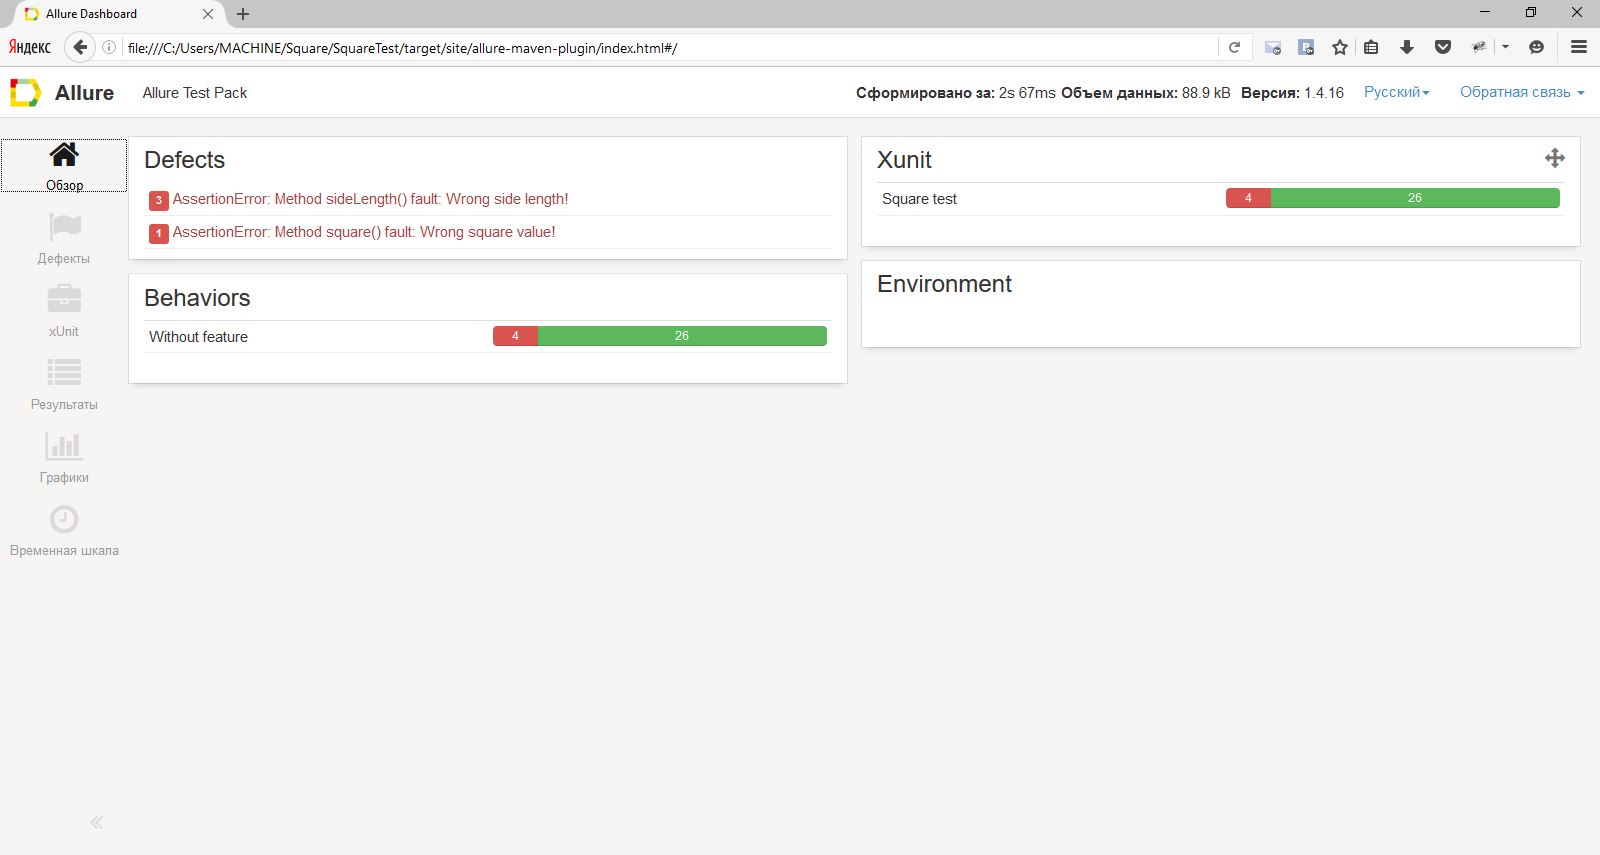 Allure Dashboard
Яндекс
file:///C:/Users/MACHINE/Square/SquareTest/target/site/allure-maven-plugin/index.html#/
Allure
Allure Test Pack
Сформировано за: 2s 67ms Объем данных: 88.9 kB Версия: 1.4.16
Русский
Обратная связь
Обзор
Дефекты
xUnit
Результаты
Графики
Временная шкала
Defects
3 AssertionError: Method sideLength() fault: Wrong side length!
1 AssertionError: Method square() fault: Wrong square value!
Behaviors
Without feature 4 26
Xunit
Square test 4 26
Environment